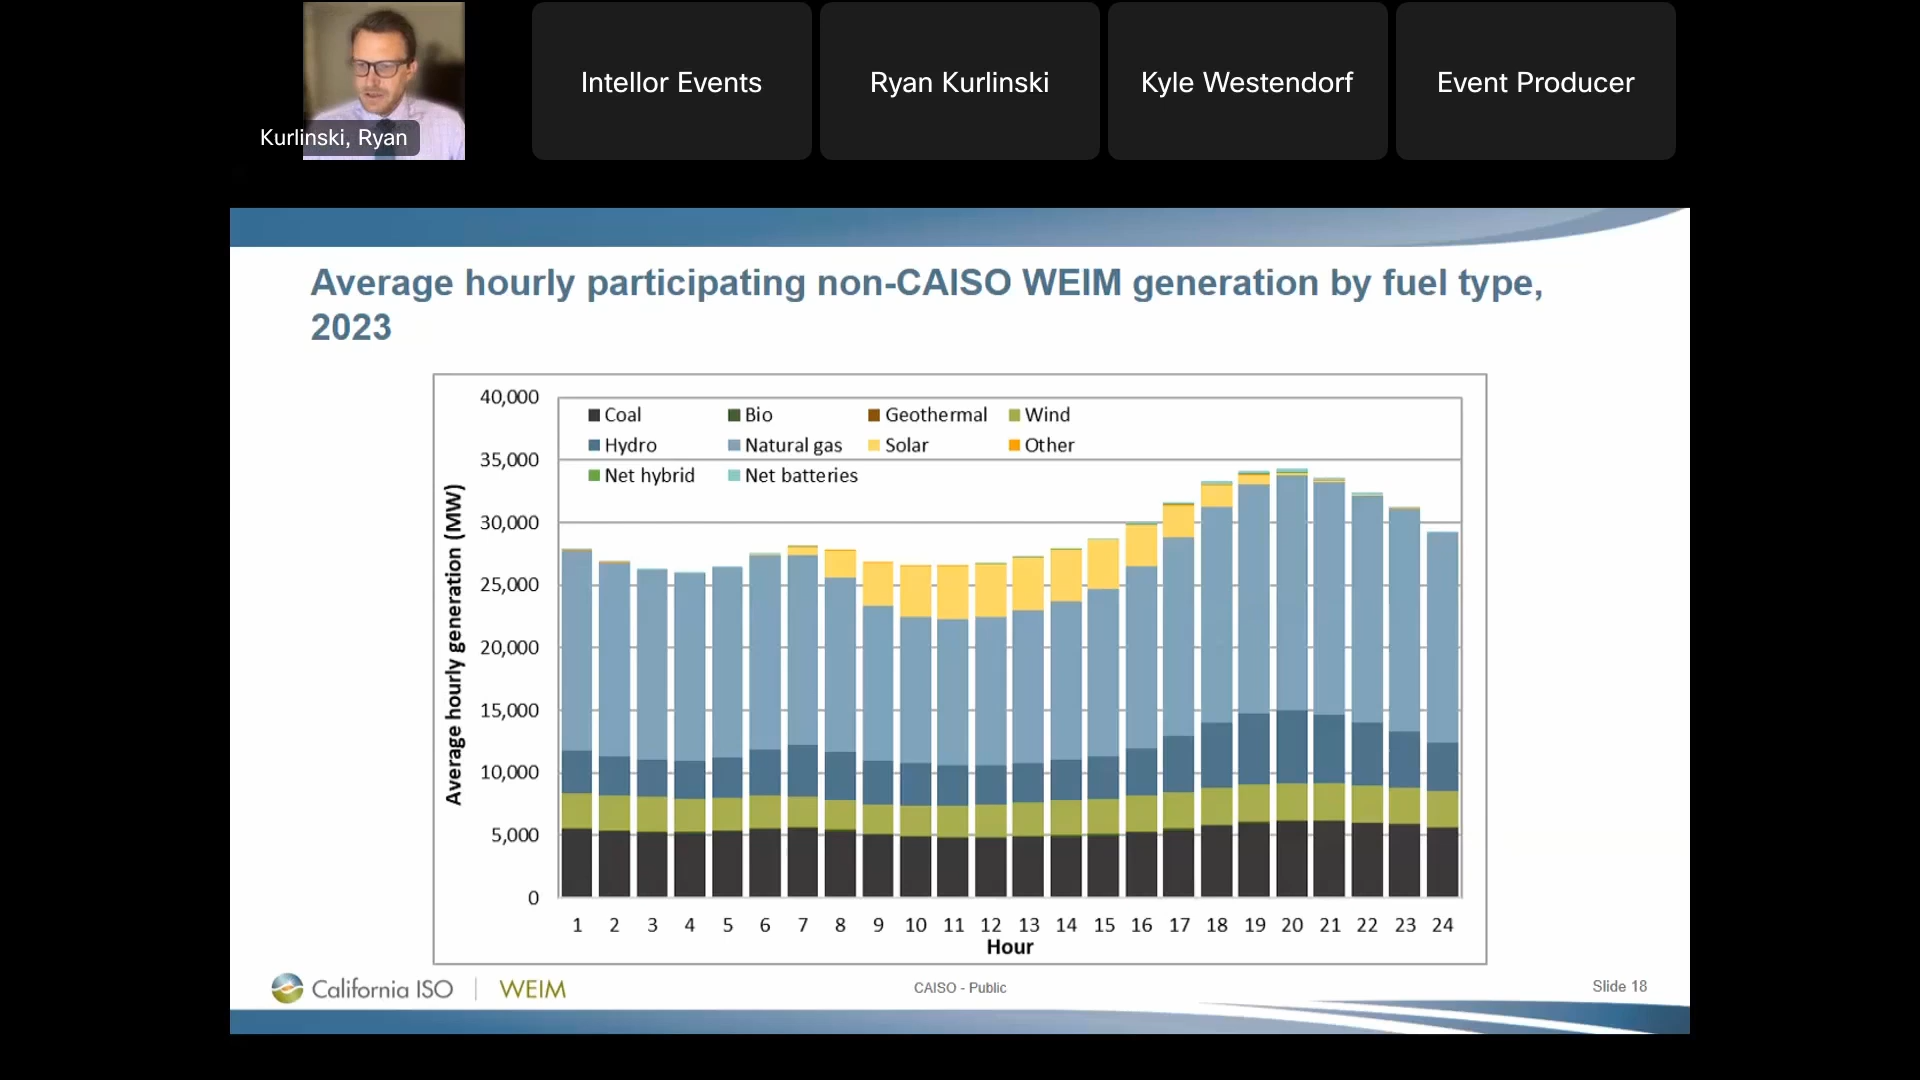 Kurlinski, Ryan
Intellor Events
Ryan Kurlinski
Kyle Westendorf
Event Producer
Average hourly participating non-CAISO WEIM generation by fuel type,
2023
Average hourly generation (MW)
40,000
35,000
30,000
25,000
20,000
15,000
10,000
5,000
0
Coal Bio Geothermal Wind
Hydro Natural gas Solar Other
Net hybrid Net batteries
1 2 3 4 5 6 7 8 9 10 11 12 13 14 15 16 17 18 19 20 21 22 23 24
Hour
California ISO WEIM
CAISO - Public
Slide 18